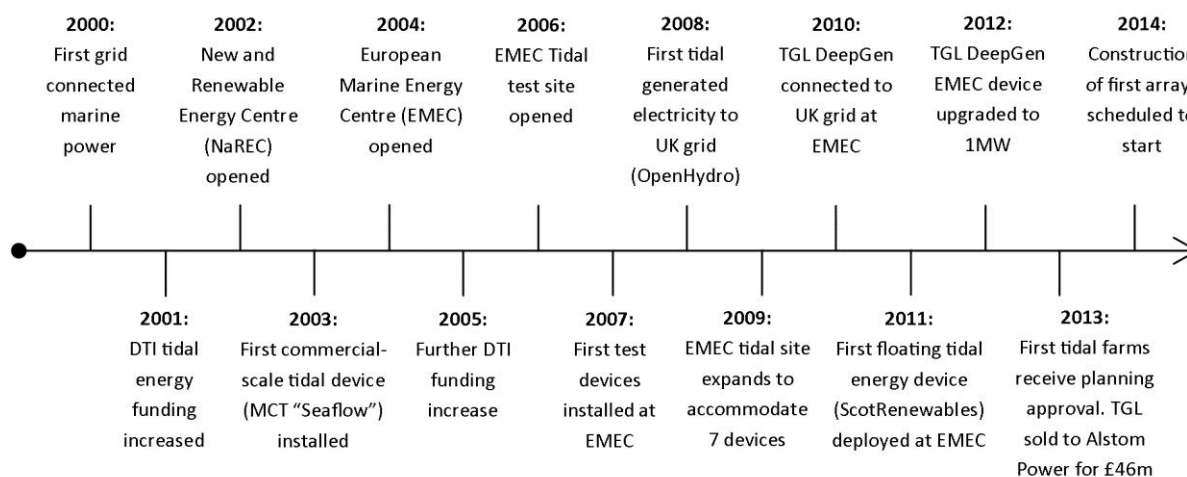 2000:
First grid
connected
marine
power
2002:
New and
Renewable
Energy Centre
(NaREC)
opened
2004:
European
Marine Energy
Centre (EMEC)
opened
2006:
EMEC Tidal
test site
opened
2008:
First tidal
generated
electricity to
UK grid
(OpenHydro)
2010:
TGL DeepGen
connected to
UK grid at
EMEC
2012:
TGL DeepGen
EMEC device
upgraded to
1MW
2014:
Construction
of first array
scheduled to
start
2001:
DTI tidal
energy
funding
increased
2003:
First commercial-
scale tidal device
(MCT “Seaflow”)
installed
2005:
Further DTI
funding
increase
2007:
First test
devices
installed at
EMEC
2009:
EMEC tidal site
expands to
accommodate
7 devices
2011:
First floating tidal
energy device
(ScotRenewables)
deployed at EMEC
2013:
First tidal farms
receive planning
approval. TGL
sold to Alstom
Power for £46m